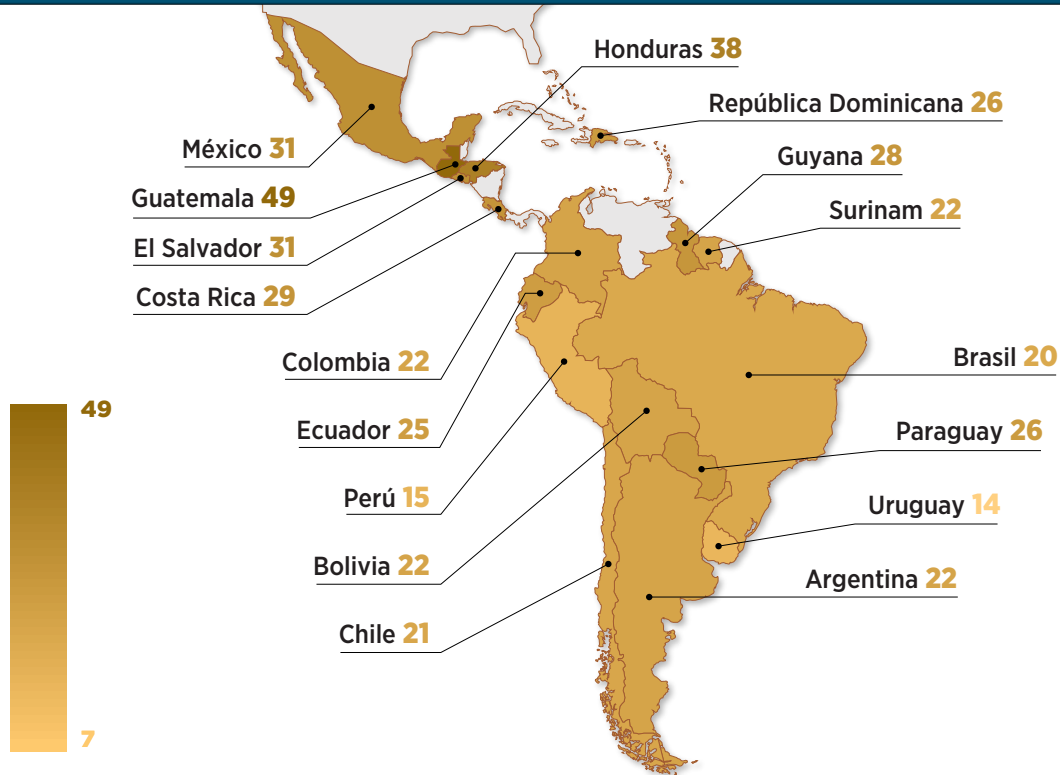 Honduras 38
República Dominicana 26
México 31
Guyana 28
Guatemala 49
Surinam 22
El Salvador 31
Costa Rica 29
Colombia 22
Brasil 20
49
Ecuador 25
Paraguay 26
Perú 15
Uruguay 14
Bolivia 22
Argentina 22
Chile 21
7